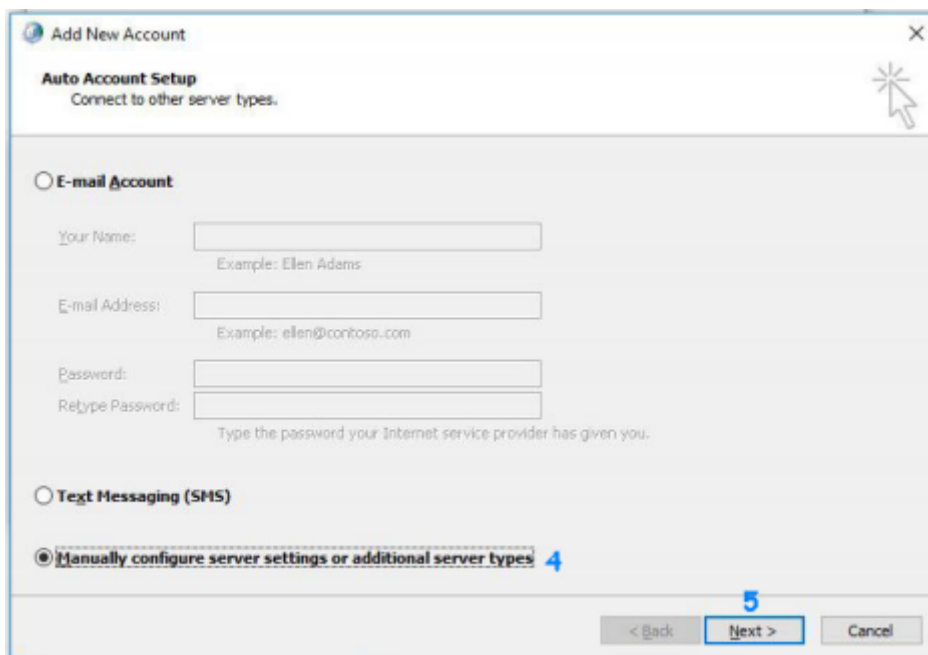 Add New Account
Auto Account Setup
Connect to other server types.
E-mail Account
Your Name:
Example: Ellen Adams
E-mail Address:
Example: ellen@contoso.com
Password:
Retype Password:
Type the password your Internet service provider has given you.
Text Messaging (SMS)
Manually configure server settings or additional server types 4
5
< Back Next > Cancel